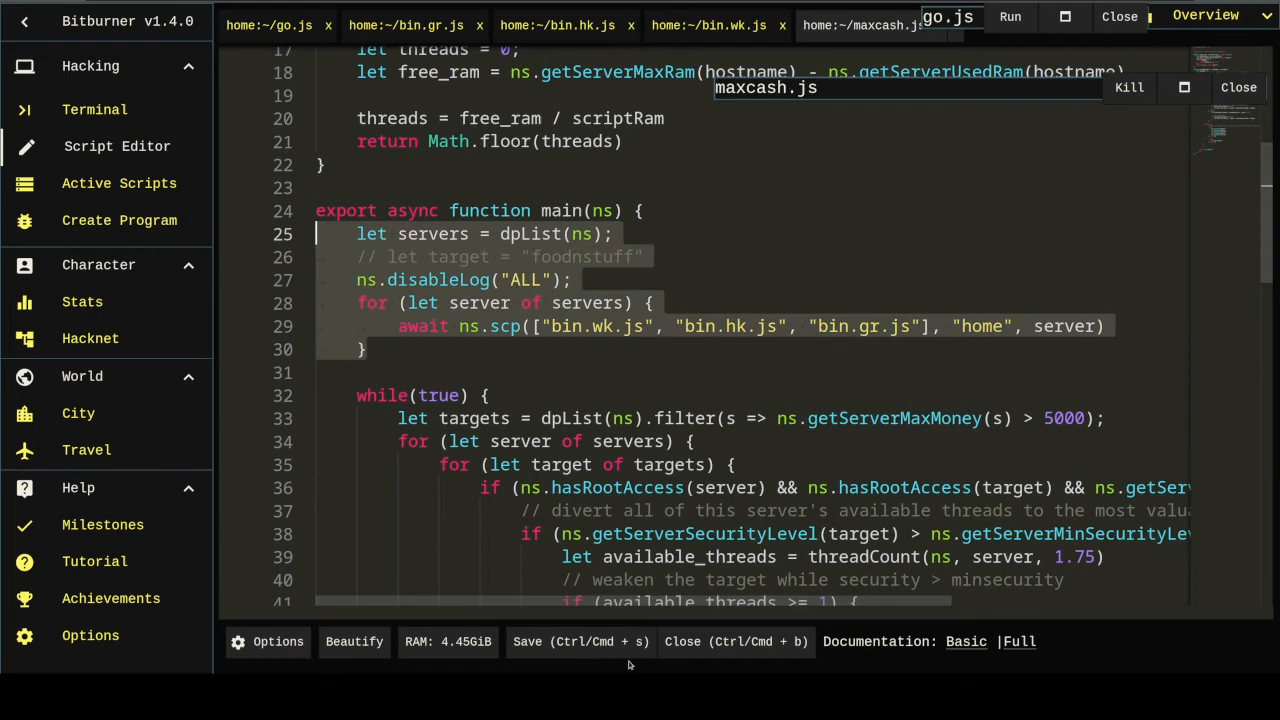 Bitburner v1.4.0
Hacking
Terminal
Script Editor
Active Scripts
Create Program
Character
Stats
Hacknet
World
City
Travel
Help
Milestones
Tutorial
Achievements
Options
home:~/go.js x
home:~/bin.gr.js x
home:~/bin.hk.js x
home:~/bin.wk.js x
home:~/maxcash.js
go.js
Run
Close
Overview
maxcash.js
Kill
Close
17 let threads = 0;
18 let free_ram = ns.getServerMaxRam(hostname) - ns.getServerUsedRam(hostname)
19
20 threads = free_ram / scriptRam
21 return Math.floor(threads)
22 }
23
24 export async function main(ns) {
25 let servers = dpList(ns);
26 // let target = "foodnstuff"
27 ns.disableLog("ALL");
28 for (let server of servers) {
29 await ns.scp(["bin.wk.js", "bin.hk.js", "bin.gr.js"], "home", server)
30 }
31
32 while(true) {
33 let targets = dpList(ns).filter(s => ns.getServerMaxMoney(s) > 5000);
34 for (let server of servers) {
35 for (let target of targets) {
36 if (ns.hasRootAccess(server) && ns.hasRootAccess(target) && ns.getSer
37 // divert all of this server's available threads to the most valua
38 if (ns.getServerSecurityLevel(target) > ns.getServerMinSecurityLe
39 let available_threads = threadCount(ns, server, 1.75)
40 // weaken the target while security > minsecurity
41 if (available_threads >= 1) {
Options
Beautify
RAM: 4.45GiB
Save (Ctrl/Cmd + s)
Close (Ctrl/Cmd + b)
Documentation: Basic |Full